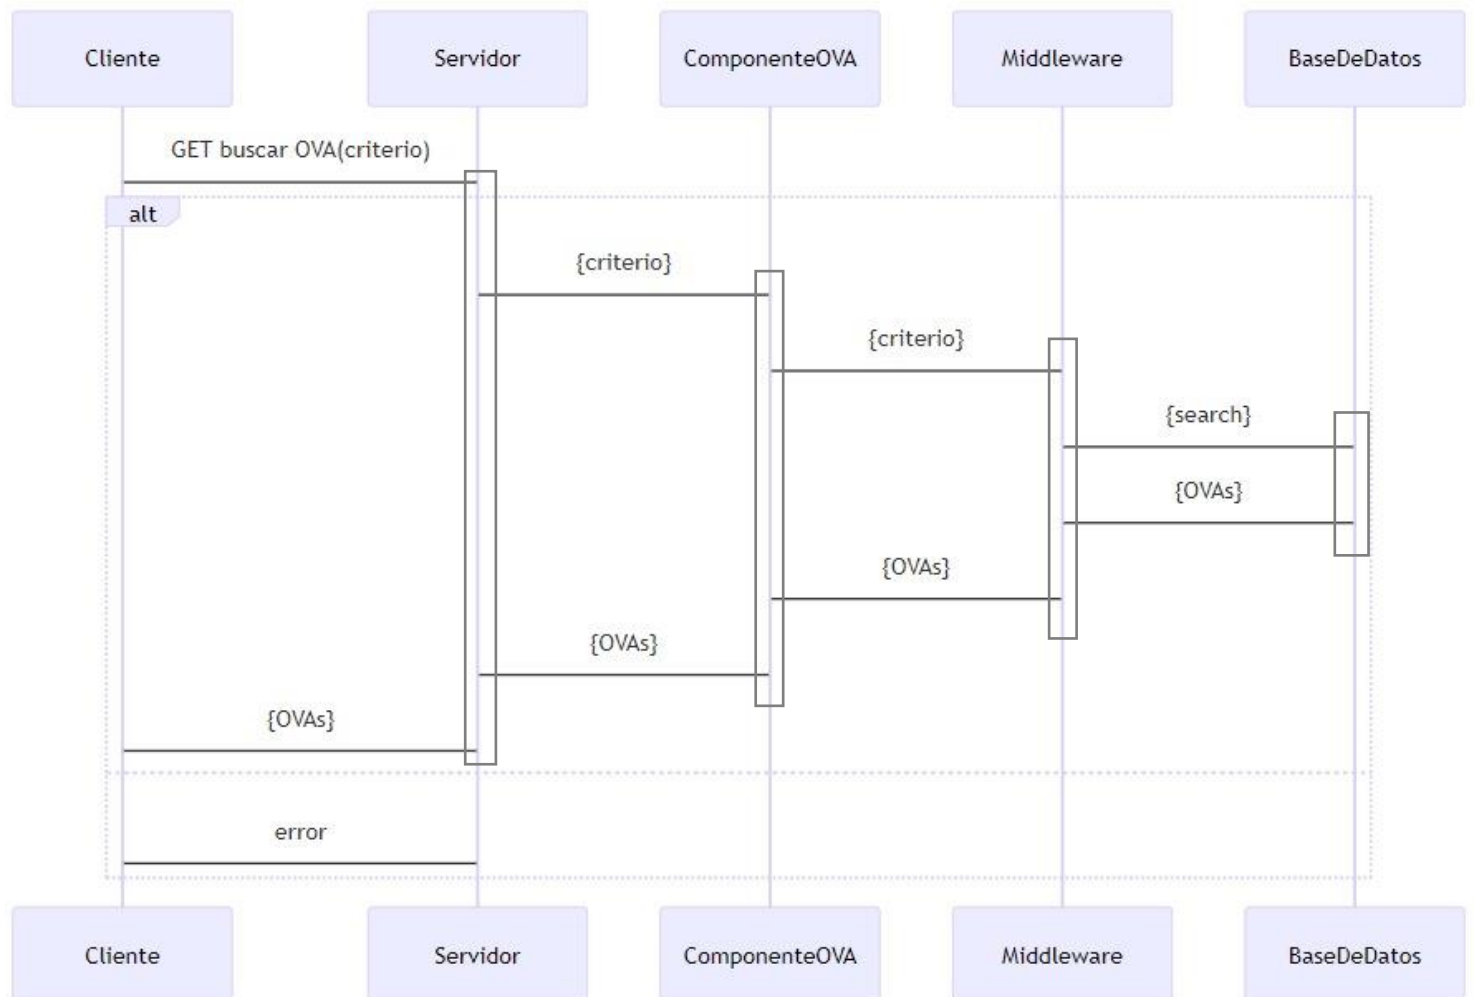 Cliente
Servidor
ComponenteOVA
Middleware
BaseDeDatos
GET buscar OVA(criterio)
alt
{criterio}
{criterio}
{search}
{OVAs}
{OVAs}
{OVAs}
{OVAs}
error
Cliente
Servidor
ComponenteOVA
Middleware
BaseDeDatos